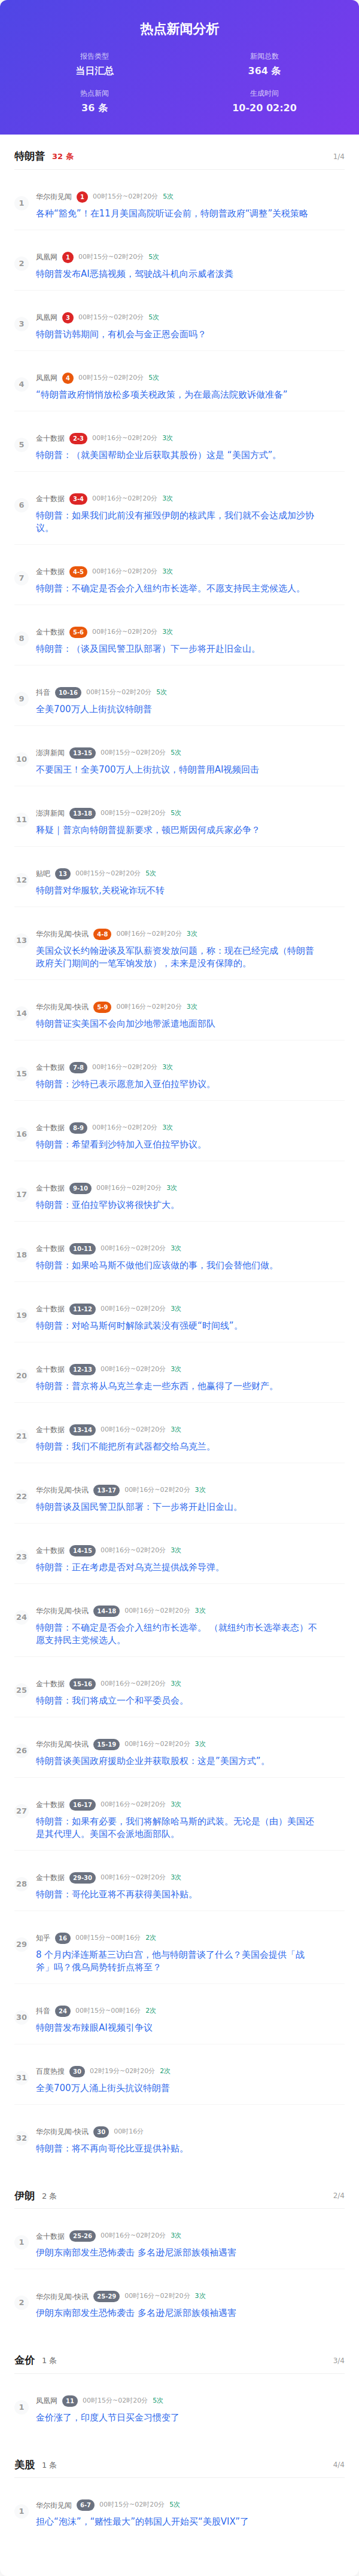 热点新闻分析
报告类型
当日汇总
新闻总数
364 条
热点新闻
36 条
生成时间
10-20 02:20
特朗普 32 条 1/4
1
华尔街见闻 1 00时15分~02时20分 5次
各种“豁免”！在11月美国高院听证会前，特朗普政府“调整”关税策略
2
凤凰网 1 00时15分~02时20分 5次
特朗普发布AI恶搞视频，驾驶战斗机向示威者泼粪
3
凤凰网 3 00时15分~02时20分 5次
特朗普访韩期间，有机会与金正恩会面吗？
4
凤凰网 4 00时15分~02时20分 5次
“特朗普政府悄悄放松多项关税政策，为在最高法院败诉做准备”
5
金十数据 2-3 00时16分~02时20分 3次
特朗普：（就美国帮助企业后获取其股份）这是 “美国方式”。
6
金十数据 3-4 00时16分~02时20分 3次
特朗普：如果我们此前没有摧毁伊朗的核武库，我们就不会达成加沙协
议。
7
金十数据 4-5 00时16分~02时20分 3次
特朗普：不确定是否会介入纽约市长选举。不愿支持民主党候选人。
8
金十数据 5-6 00时16分~02时20分 3次
特朗普：（谈及国民警卫队部署）下一步将开赴旧金山。
9
抖音 10-16 00时15分~02时20分 5次
全美700万人上街抗议特朗普
10
澎湃新闻 13-15 00时15分~02时20分 5次
不要国王！全美700万人上街抗议，特朗普用AI视频回击
11
澎湃新闻 13-18 00时15分~02时20分 5次
释疑｜普京向特朗普提新要求，顿巴斯因何成兵家必争？
12
贴吧 13 00时15分~02时20分 5次
特朗普对华服软,关税讹诈玩不转
13
华尔街见闻-快讯 4-8 00时16分~02时20分 3次
美国众议长约翰逊谈及军队薪资发放问题，称：现在已经完成（特朗普
政府关门期间的一笔军饷发放），未来是没有保障的。
14
华尔街见闻-快讯 5-9 00时16分~02时20分 3次
特朗普证实美国不会向加沙地带派遣地面部队
15
金十数据 7-8 00时16分~02时20分 3次
特朗普：沙特已表示愿意加入亚伯拉罕协议。
16
金十数据 8-9 00时16分~02时20分 3次
特朗普：希望看到沙特加入亚伯拉罕协议。
17
金十数据 9-10 00时16分~02时20分 3次
特朗普：亚伯拉罕协议将很快扩大。
18
金十数据 10-11 00时16分~02时20分 3次
特朗普：如果哈马斯不做他们应该做的事，我们会替他们做。
19
金十数据 11-12 00时16分~02时20分 3次
特朗普：对哈马斯何时解除武装没有强硬“时间线”。
20
金十数据 12-13 00时16分~02时20分 3次
特朗普：普京将从乌克兰拿走一些东西，他赢得了一些财产。
21
金十数据 13-14 00时16分~02时20分 3次
特朗普：我们不能把所有武器都交给乌克兰。
22
华尔街见闻-快讯 13-17 00时16分~02时20分 3次
特朗普谈及国民警卫队部署：下一步将开赴旧金山。
23
金十数据 14-15 00时16分~02时20分 3次
特朗普：正在考虑是否对乌克兰提供战斧导弹。
24
华尔街见闻-快讯 14-18 00时16分~02时20分 3次
特朗普：不确定是否会介入纽约市长选举。 （就纽约市长选举表态）不
愿支持民主党候选人。
25
金十数据 15-16 00时16分~02时20分 3次
特朗普：我们将成立一个和平委员会。
26
华尔街见闻-快讯 15-19 00时16分~02时20分 3次
特朗普谈美国政府援助企业并获取股权：这是“美国方式”。
27
金十数据 16-17 00时16分~02时20分 3次
特朗普：如果有必要，我们将解除哈马斯的武装。无论是（由）美国还
是其代理人。美国不会派地面部队。
28
金十数据 29-30 00时16分~02时20分 3次
特朗普：哥伦比亚将不再获得美国补贴。
29
知乎 16 00时15分~00时16分 2次
8 个月内泽连斯基三访白宫，他与特朗普谈了什么？美国会提供「战
斧」吗？俄乌局势转折点将至？
30
抖音 24 00时15分~00时16分 2次
特朗普发布辣眼AI视频引争议
31
百度热搜 30 02时19分~02时20分 2次
全美700万人涌上街头抗议特朗普
32
华尔街见闻-快讯 30 00时16分
特朗普：将不再向哥伦比亚提供补贴。
伊朗 2 条 2/4
1
金十数据 25-26 00时16分~02时20分 3次
伊朗东南部发生恐怖袭击 多名逊尼派部族领袖遇害
2
华尔街见闻-快讯 25-29 00时16分~02时20分 3次
伊朗东南部发生恐怖袭击 多名逊尼派部族领袖遇害
金价 1 条 3/4
1
凤凰网 11 00时15分~02时20分 5次
金价涨了，印度人节日买金习惯变了
美股 1 条 4/4
1
华尔街见闻 6-7 00时15分~02时20分 5次
担心“泡沫”，“赌性最大”的韩国人开始买“美股VIX”了